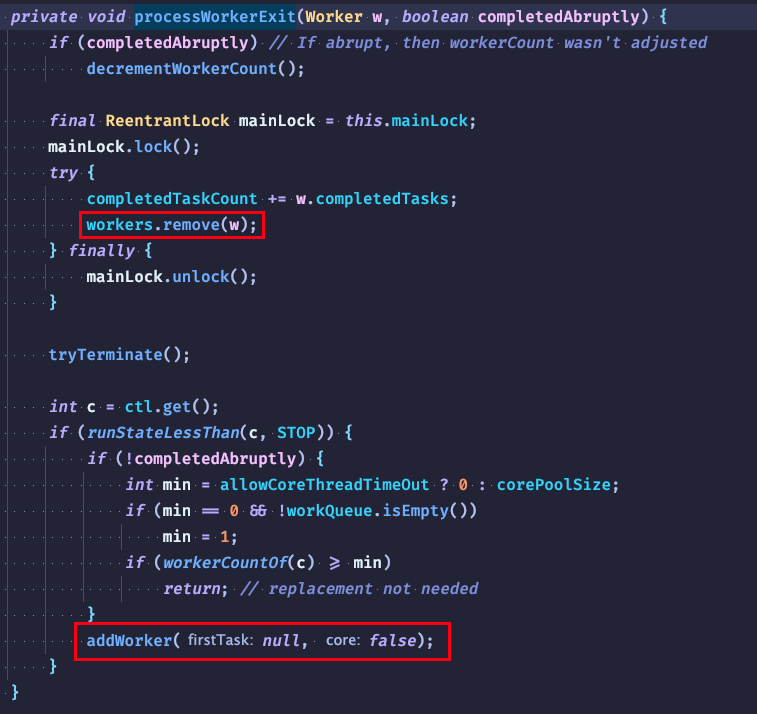 private void processWorkerExit(Worker w, boolean completedAbruptly) {
if (completedAbruptly) // If abrupt, then workerCount wasn't adjusted
decrementWorkerCount();
final ReentrantLock mainLock = this.mainLock;
mainLock.lock();
try {
completedTaskCount += w.completedTasks;
workers.remove(w);
} finally {
mainLock.unlock();
}
tryTerminate();
int c = ctl.get();
if (runStateLessThan(c, STOP)) {
if (!completedAbruptly) {
int min = allowCoreThreadTimeOut ? 0 : corePoolSize;
if (min == 0 && !workQueue.isEmpty())
min = 1;
if (workerCountOf(c) >= min)
return; // replacement not needed
}
addWorker( firstTask: null, core: false);
}
}